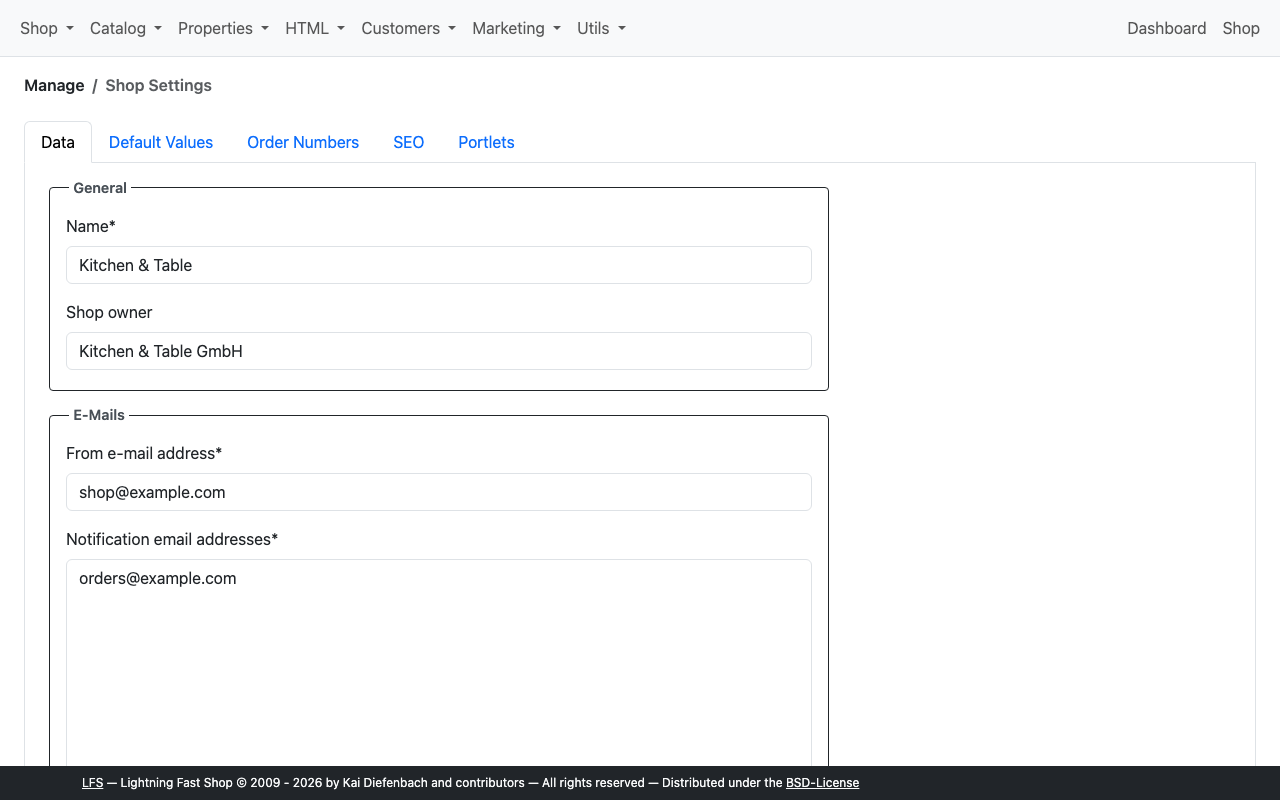 Shop Catalog Properties HTML Customers Marketing Utils Dashboard Shop
Manage / Shop Settings
Data Default Values Order Numbers SEO Portlets
General
Name*
Kitchen & Table
Shop owner
Kitchen & Table GmbH
E-Mails
From e-mail address*
shop@example.com
Notification email addresses*
orders@example.com
LFS — Lightning Fast Shop © 2009 - 2026 by Kai Diefenbach and contributors — All rights reserved — Distributed under the BSD-License